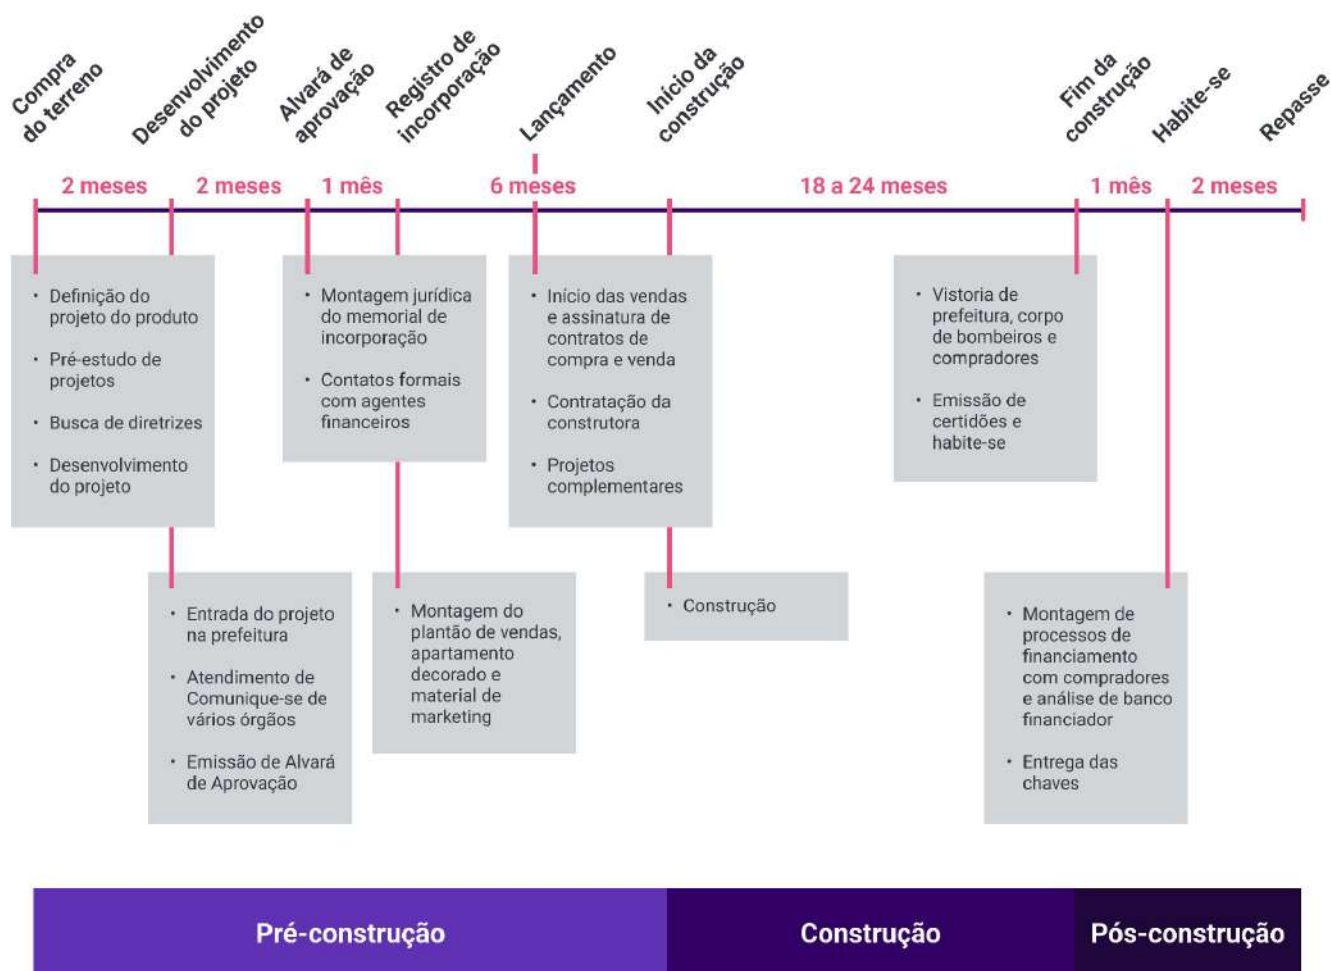 Compra
do terreno
Desenvolvimento
do projeto
Alvará de
aprovação
Registro de
incorporação
Lançamento
Início da
construção
Fim da
construção
Habite-se
Repasse
2 meses
2 meses
1 mês
6 meses
18 a 24 meses
1 mês
2 meses
• Definição do
projeto do produto
• Pré-estudo de
projetos
• Busca de diretrizes
• Desenvolvimento
do projeto
• Montagem jurídica
do memorial de
incorporação
• Contatos formais
com agentes
financeiros
• Início das vendas
e assinatura de
contratos de
compra e venda
• Contratação da
construtora
• Projetos
complementares
• Vistoria de
prefeitura, corpo
de bombeiros e
compradores
• Emissão de
certidões e
habite-se
• Entrada do projeto
na prefeitura
• Atendimento de
Comunique-se de
vários órgãos
• Emissão de Alvará
de Aprovação
• Montagem do
plantão de vendas,
apartamento
decorado e
material de
marketing
• Construção
• Montagem de
processos de
financiamento
com compradores
e análise de banco
financiador
• Entrega das
chaves
Pré-construção
Construção
Pós-construção